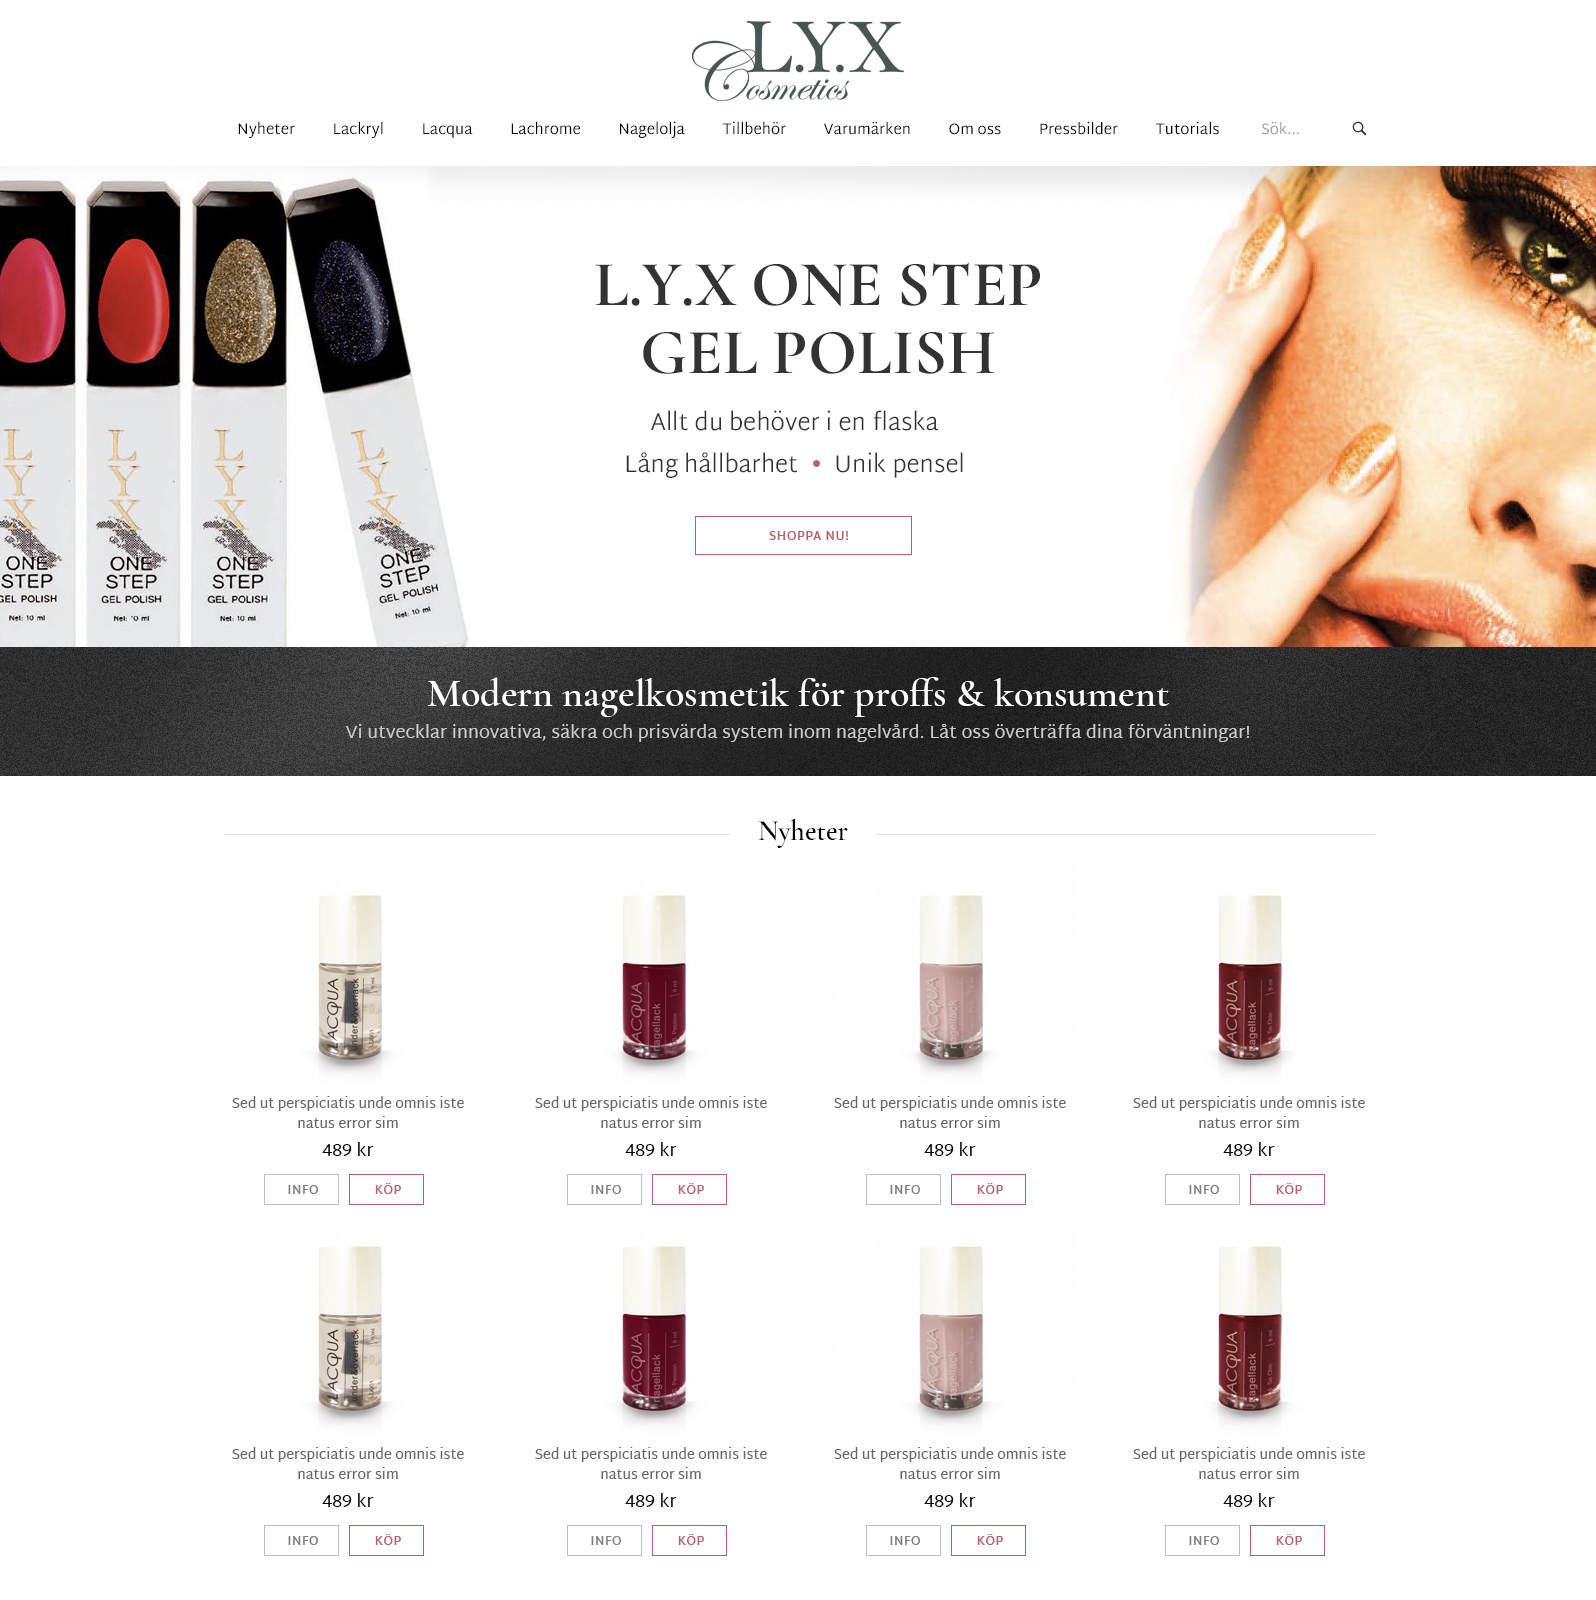 L.Y.X
Cosmetics
Nyheter Lackryl Lacqua Lachrome Nagelolja Tillbehör Varumärken Om oss Pressbilder Tutorials Sök...
L.Y.X ONE STEP
GEL POLISH
Allt du behöver i en flaska
Lång hållbarhet • Unik pensel
SHOPPA NU!
L Y X ONE STEP GEL POLISH Net: 10 ml
L Y X ONE STEP GEL POLISH
L Y X ONE STEP GEL POLISH Net: 10 ml
L Y X ONE STEP GEL POLISH Net: 10 ml
Modern nagelkosmetik för proffs & konsument
Vi utvecklar innovativa, säkra och prisvärda system inom nagelvård. Låt oss överträffa dina förväntningar!
Nyheter
LACQUA
LACQUA nagellack
LACQUA nagellack
LACQUA nagellack
Sed ut perspiciatis unde omnis iste
natus error sim
489 kr
INFO KÖP
Sed ut perspiciatis unde omnis iste
natus error sim
489 kr
INFO KÖP
Sed ut perspiciatis unde omnis iste
natus error sim
489 kr
INFO KÖP
Sed ut perspiciatis unde omnis iste
natus error sim
489 kr
INFO KÖP
LACQUA
LACQUA nagellack
LACQUA nagellack
LACQUA nagellack
Sed ut perspiciatis unde omnis iste
natus error sim
489 kr
INFO KÖP
Sed ut perspiciatis unde omnis iste
natus error sim
489 kr
INFO KÖP
Sed ut perspiciatis unde omnis iste
natus error sim
489 kr
INFO KÖP
Sed ut perspiciatis unde omnis iste
natus error sim
489 kr
INFO KÖP